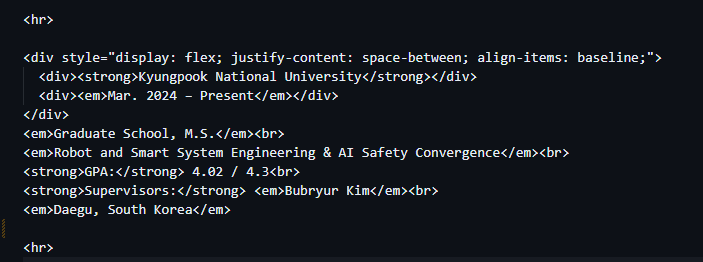 <hr>
<div style="display: flex; justify-content: space-between; align-items: baseline;">
<div><strong>Kyungpook National University</strong></div>
<div><em>Mar. 2024 – Present</em></div>
</div>
<em>Graduate School, M.S.</em><br>
<em>Robot and Smart System Engineering & AI Safety Convergence</em><br>
<strong>GPA:</strong> 4.02 / 4.3<br>
<strong>Supervisors:</strong> <em>Bubryur Kim</em><br>
<em>Daegu, South Korea</em>
<hr>